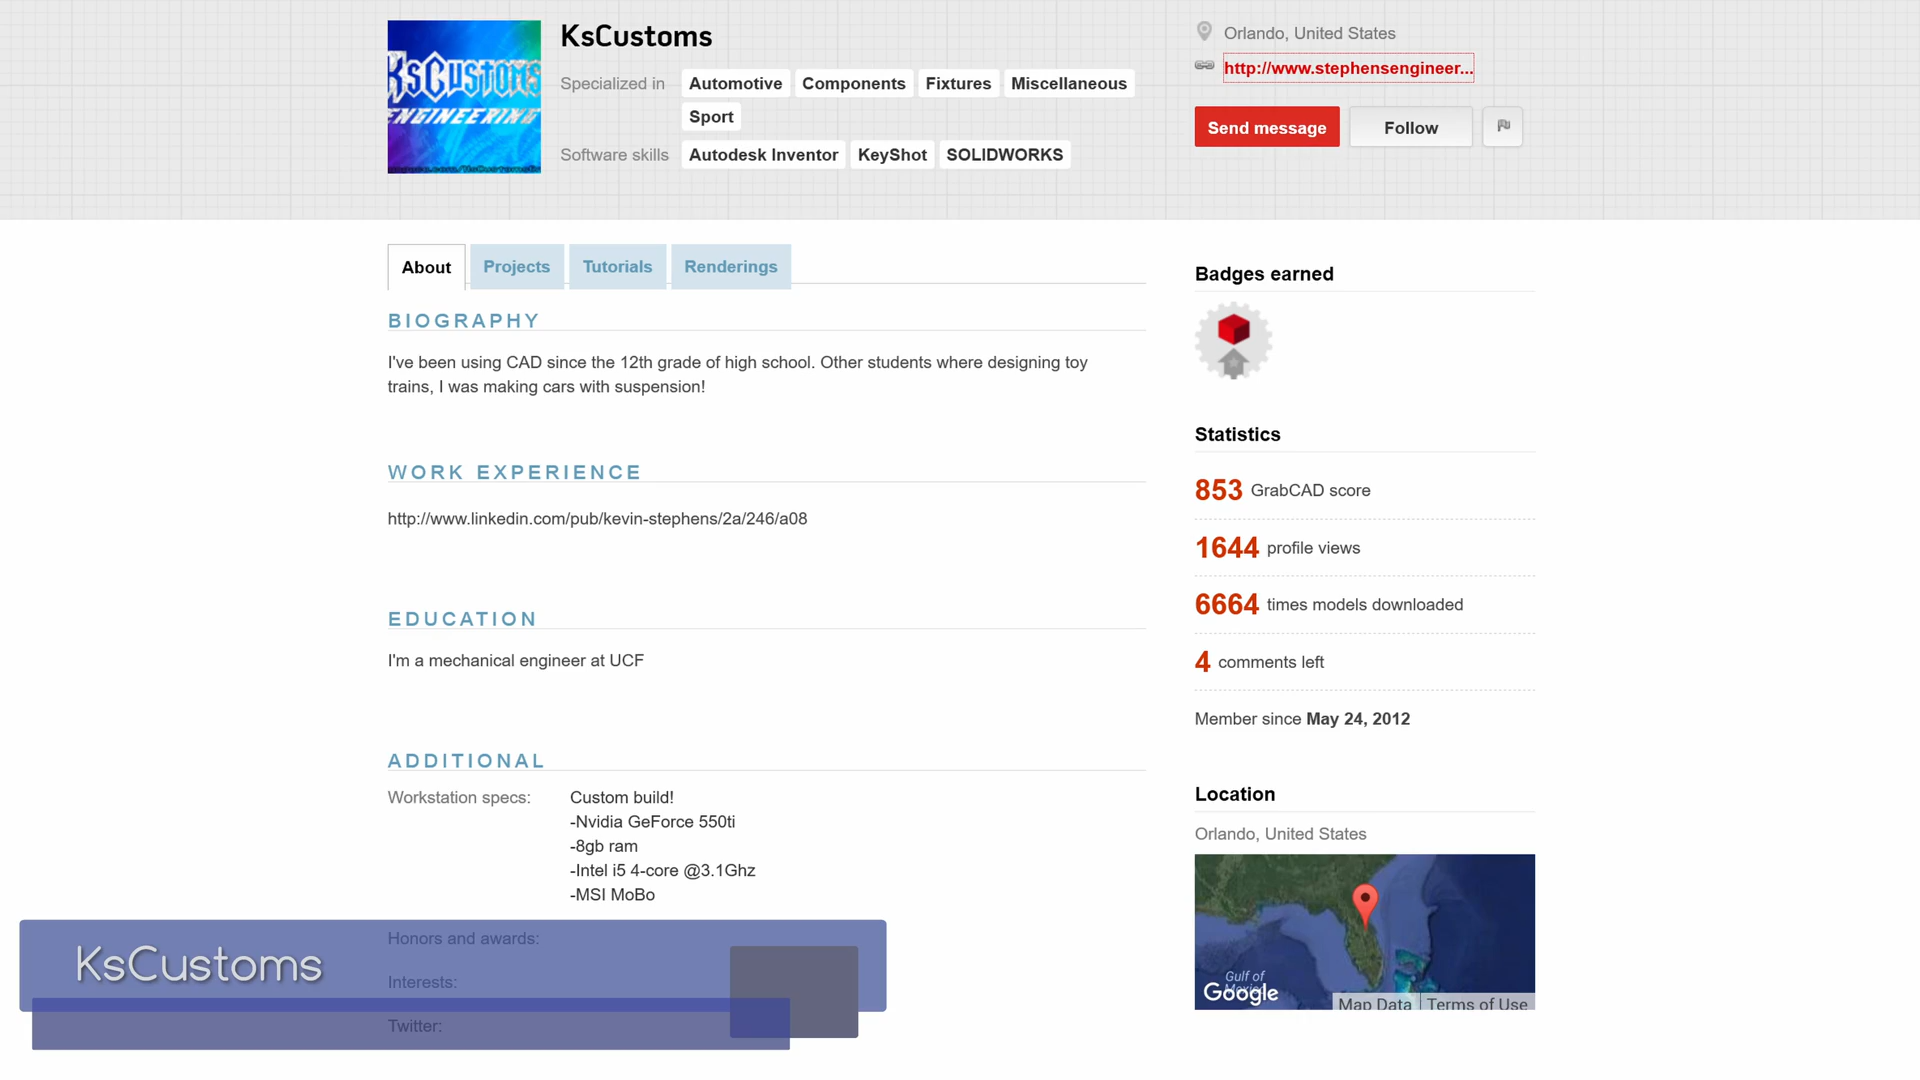 KsCustoms
Specialized in Automotive Components Fixtures Miscellaneous
Sport
Software skills Autodesk Inventor KeyShot SOLIDWORKS
KsCustoms
ENGINEERING
Orlando, United States
http://www.stephensengineer...
Send message Follow
About Projects Tutorials Renderings
BIOGRAPHY
I've been using CAD since the 12th grade of high school. Other students where designing toy
trains, I was making cars with suspension!
WORK EXPERIENCE
http://www.linkedin.com/pub/kevin-stephens/2a/246/a08
EDUCATION
I'm a mechanical engineer at UCF
ADDITIONAL
Workstation specs: Custom build!
-Nvidia GeForce 550ti
-8gb ram
-Intel i5 4-core @3.1Ghz
-MSI MoBo
Honors and awards:
Interests:
Twitter:
KsCustoms
Badges earned
Statistics
853 GrabCAD score
1644 profile views
6664 times models downloaded
4 comments left
Member since May 24, 2012
Location
Orlando, United States
Gulf of
Mexico
Google
Map Data Terms of Use